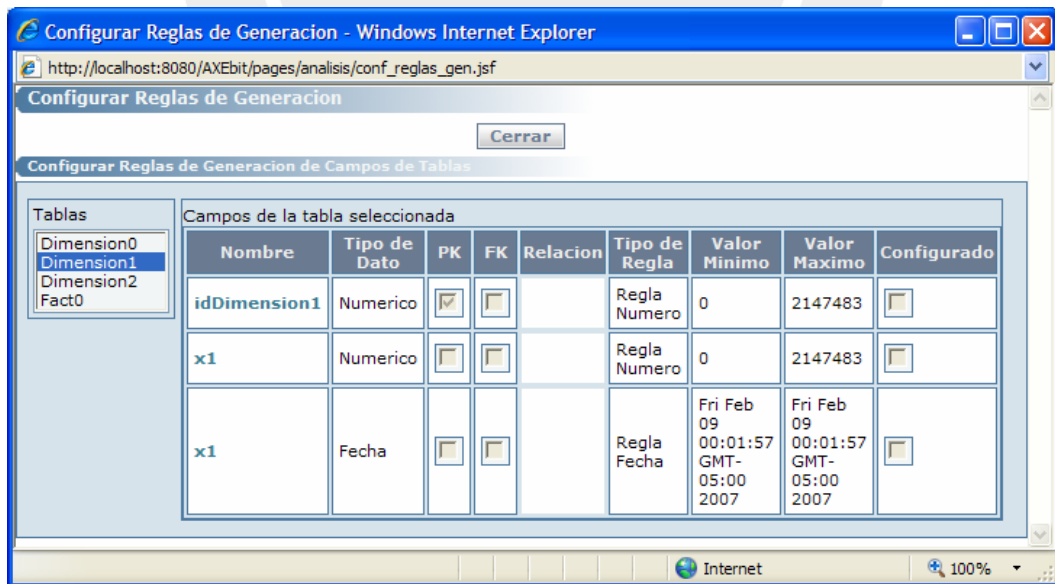 Configurar Reglas de Generacion - Windows Internet Explorer
http://localhost:8080/AXEbit/pages/analisis/conf_reglas_gen.jsf
Configurar Reglas de Generacion
Cerrar
Configurar Reglas de Generacion de Campos de Tablas
Tablas
Dimension0
Dimension1
Dimension2
Fact0
Campos de la tabla seleccionada
Nombre Tipo de Dato PK FK Relacion Tipo de Regla Valor Minimo Valor Maximo Configurado
idDimension1 Numerico Regla Numero 0 2147483
x1 Numerico Regla Numero 0 2147483
x1 Fecha Regla Fecha Fri Feb 09 00:01:57 GMT-05:00 2007 Fri Feb 09 00:01:57 GMT-05:00 2007
Internet 100%